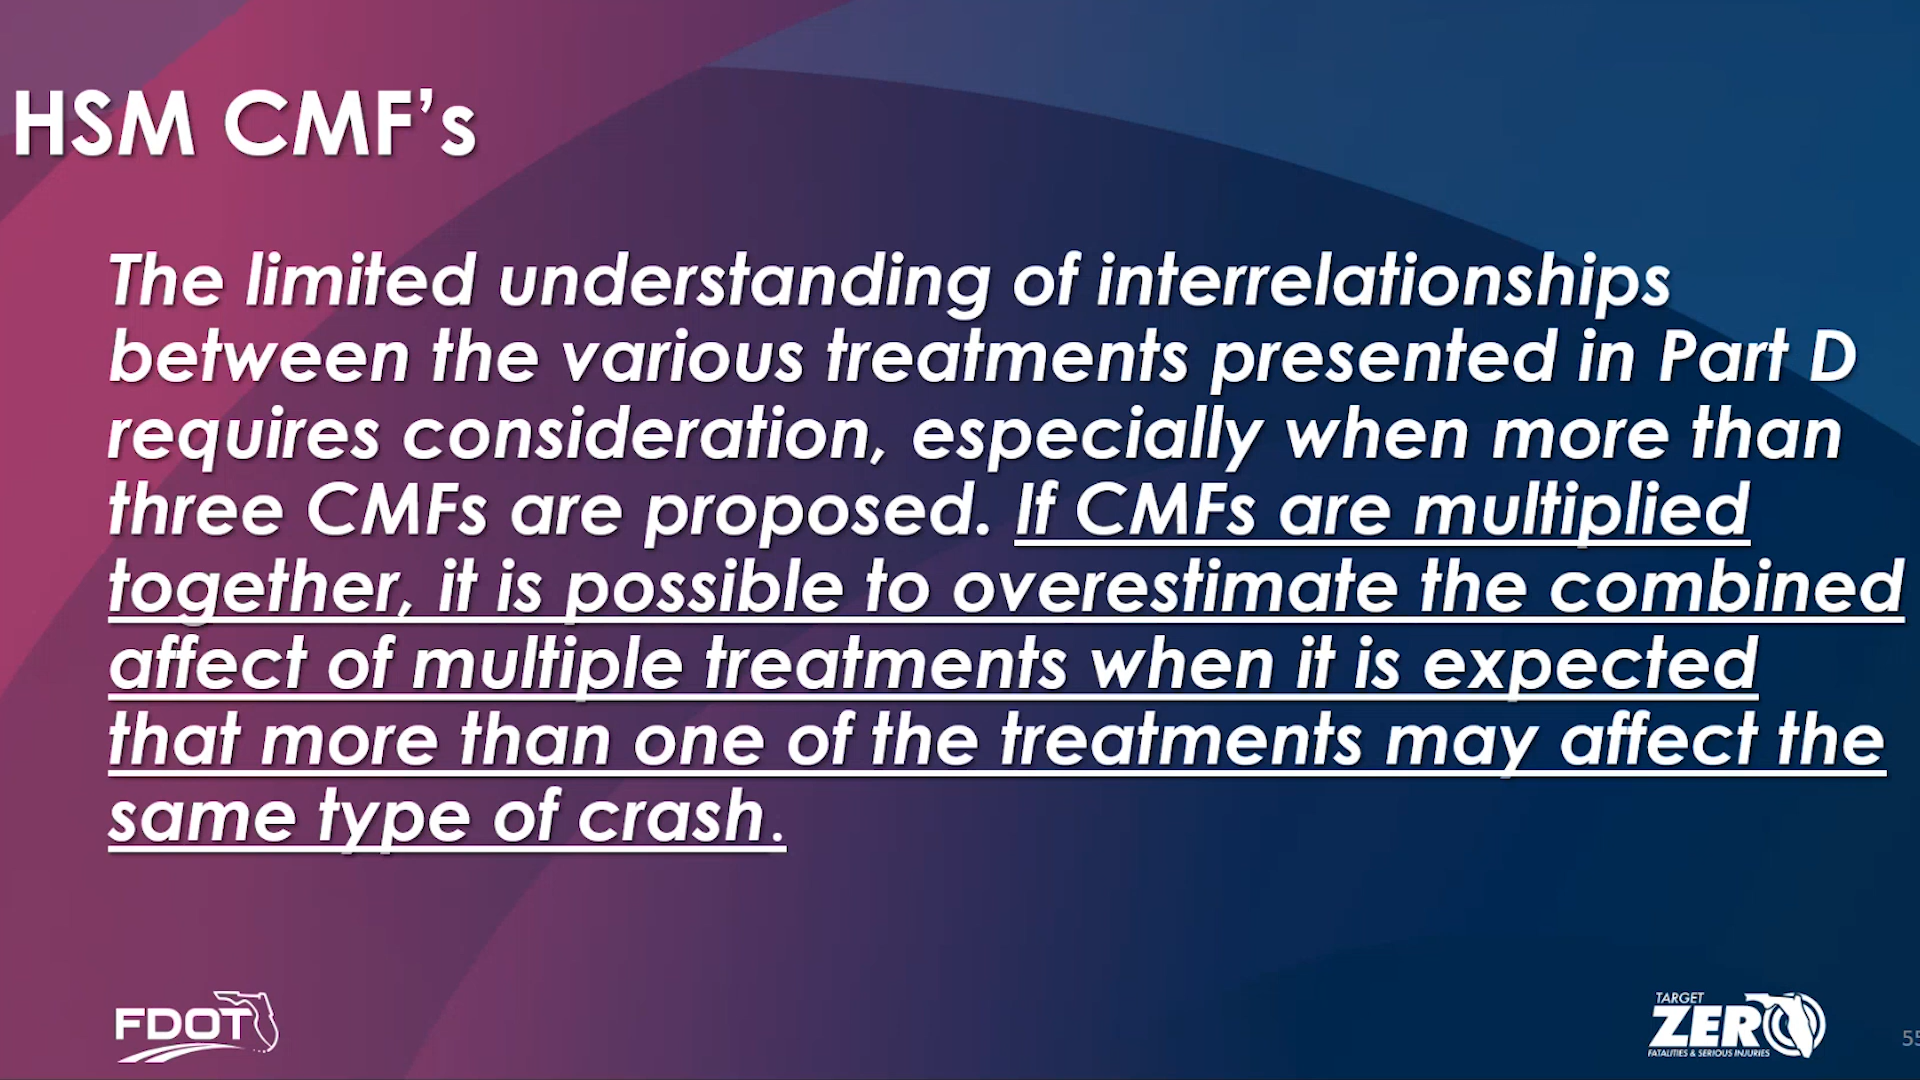 HSM CMF’s
The limited understanding of interrelationships
between the various treatments presented in Part D
requires consideration, especially when more than
three CMFs are proposed. If CMFs are multiplied
together, it is possible to overestimate the combined
affect of multiple treatments when it is expected
that more than one of the treatments may affect the
same type of crash.
FDOT
TARGET
ZERO
FATALITIES & SERIOUS INJURIES
55